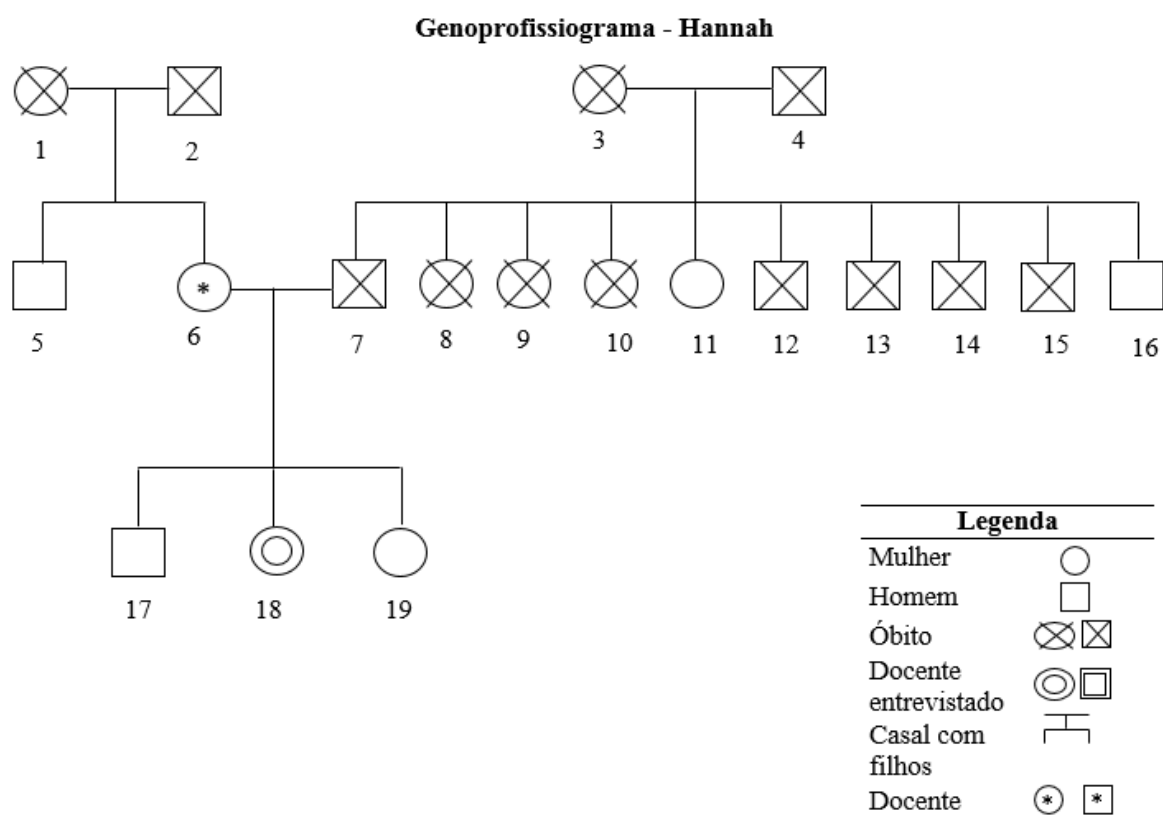 Genoprofissiograma - Hannah
1 2 3 4
*
5 6 7 8 9 10 11 12 13 14 15 16
17 18 19
Legenda
Mulher
Homem
Óbito
Docente
entrevistado
Casal com
filhos
Docente * *